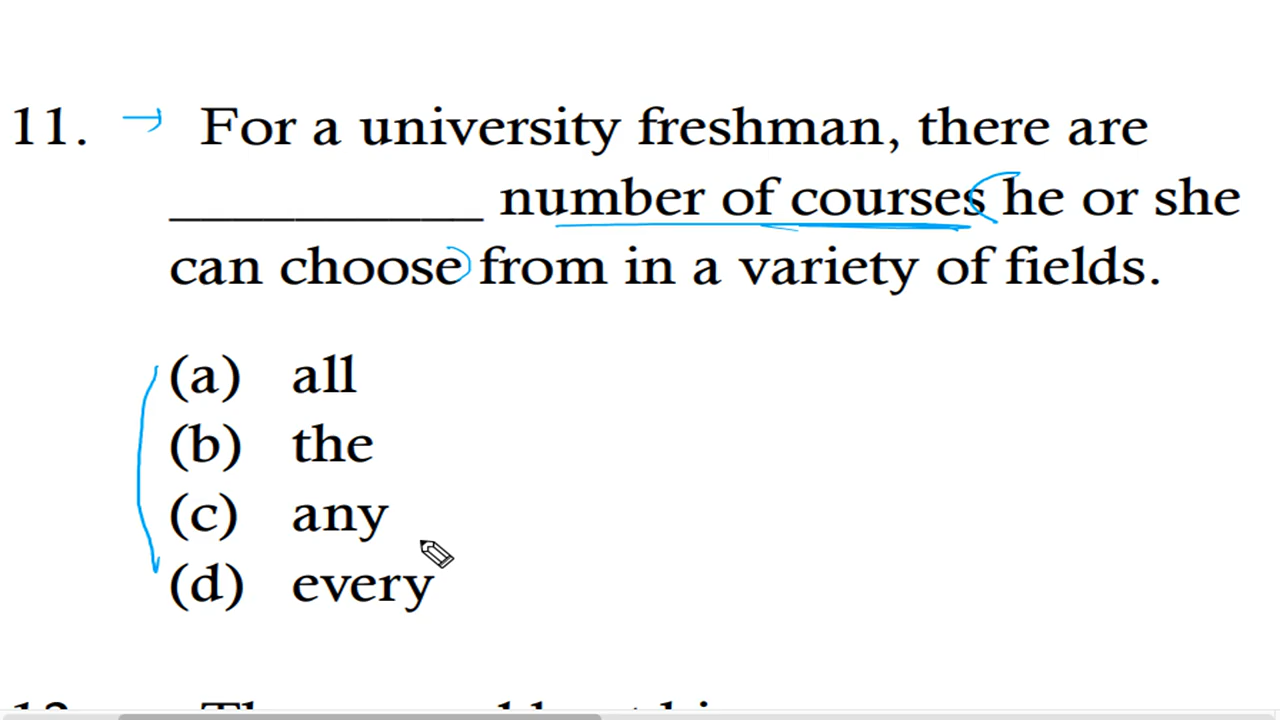 11. For a university freshman, there are
___________ number of courses he or she
can choose from in a variety of fields.
(a) all
(b) the
(c) any
(d) every